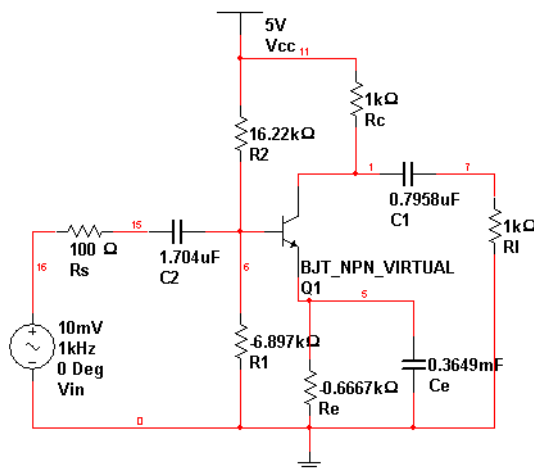 5V
Vcc
11
1kΩ
Rc
16.22kΩ
R2
1
7
0.7958uF
C1
15
1kΩ
Rl
100 Ω
Rs
1.704uF
C2
16
6
BJT_NPN_VIRTUAL
Q1
5
10mV
1kHz
0 Deg
Vin
-6.897kΩ
R1
0.3649mF
Ce
-0.6667kΩ
Re
0